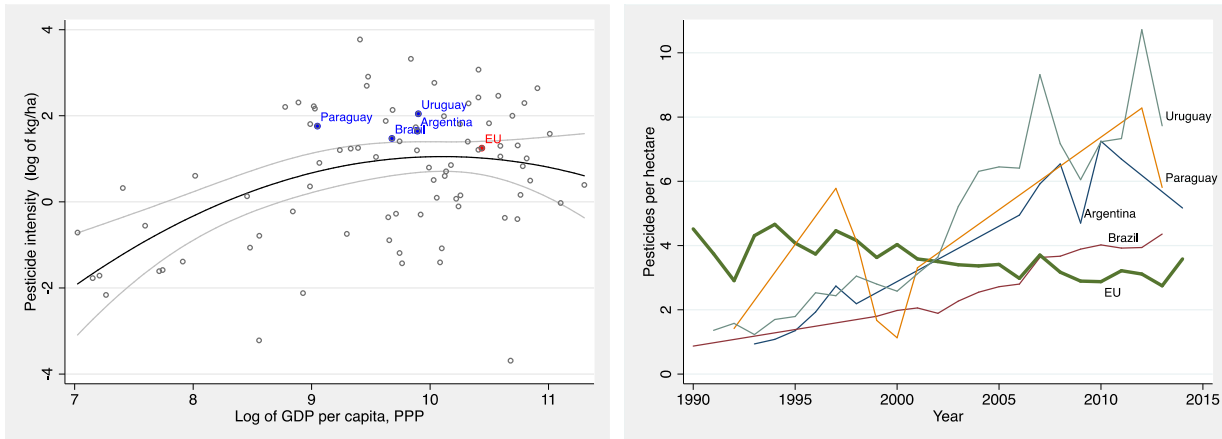 Pesticide intensity (log of kg/ha)
4
2
0
-2
-4
Paraguay
Uruguay
Argentina
Brazil
EU
7
8
9
10
11
Log of GDP per capita, PPP
Pesticides per hectare
10
8
6
4
2
0
Uruguay
Paraguay
Argentina
Brazil
EU
1990
1995
2000
2005
2010
2015
Year